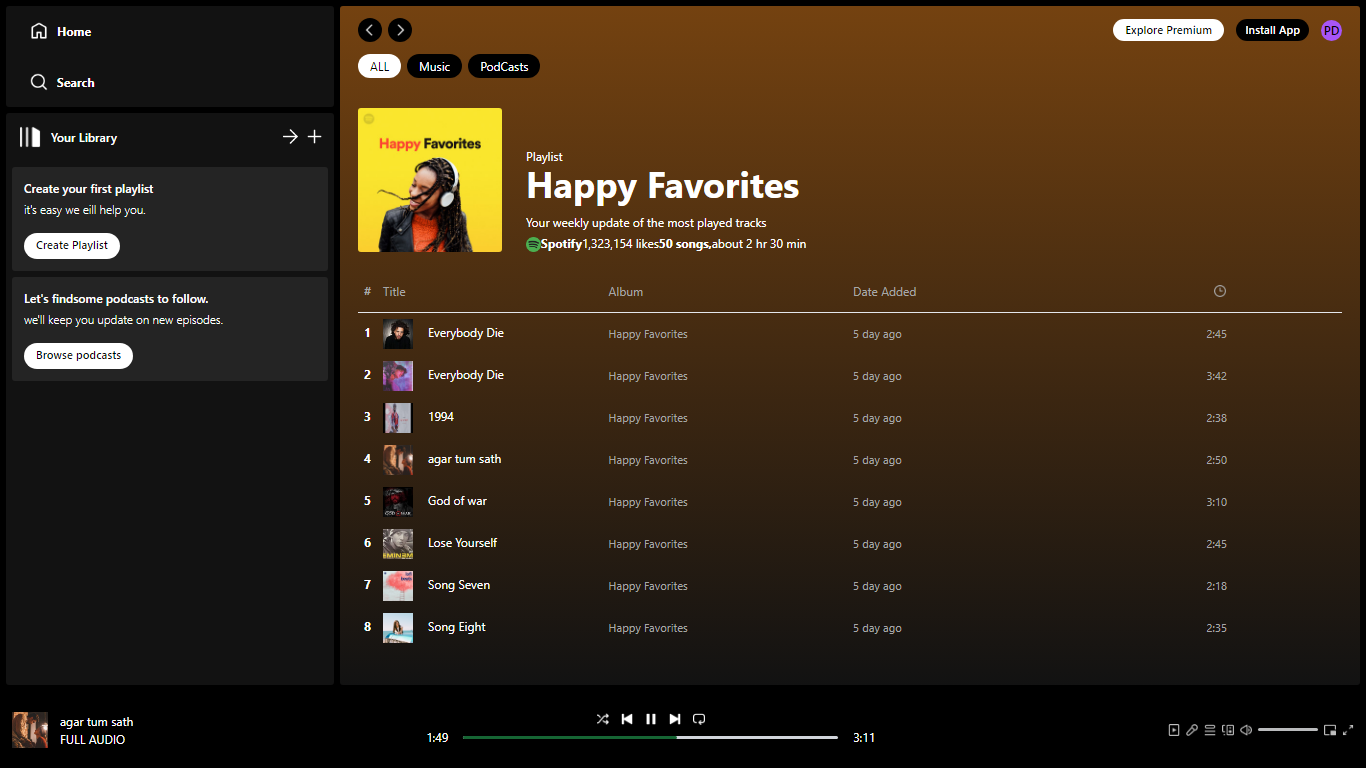 Home
Search
Your Library
Create your first playlist
it's easy we eill help you.
Create Playlist
Let's findsome podcasts to follow.
we'll keep you update on new episodes.
Browse podcasts
Explore Premium
Install App
PD
ALL
Music
PodCasts
Happy Favorites
Playlist
Happy Favorites
Your weekly update of the most played tracks
Spotify1,323,154 likes50 songs,about 2 hr 30 min
# Title Album Date Added
1 Everybody Die Happy Favorites 5 day ago 2:45
2 Everybody Die Happy Favorites 5 day ago 3:42
3 1994 Happy Favorites 5 day ago 2:38
4 agar tum sath Happy Favorites 5 day ago 2:50
5 God of war Happy Favorites 5 day ago 3:10
6 Lose Yourself Happy Favorites 5 day ago 2:45
EMINEM
7 Song Seven Happy Favorites 5 day ago 2:18
8 Song Eight Happy Favorites 5 day ago 2:35
agar tum sath
FULL AUDIO
1:49
3:11